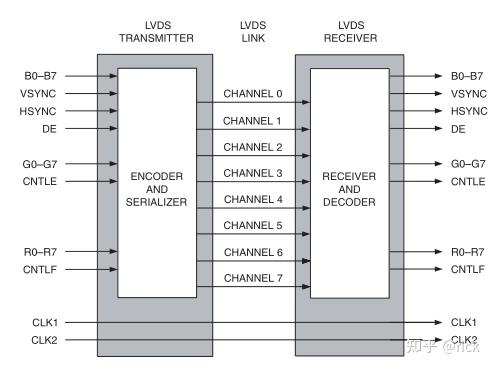 LVDS TRANSMITTER
LVDS LINK
LVDS RECEIVER
B0–B7
VSYNC
HSYNC
DE
G0–G7
CNTLE
R0–R7
CNTLF
CLK1
CLK2
ENCODER AND SERIALIZER
CHANNEL 0
CHANNEL 1
CHANNEL 2
CHANNEL 3
CHANNEL 4
CHANNEL 5
CHANNEL 6
CHANNEL 7
RECEIVER AND DECODER
B0–B7
VSYNC
HSYNC
DE
G0–G7
CNTLE
R0–R7
CNTLF
CLK1
CLK2
知乎 @rick